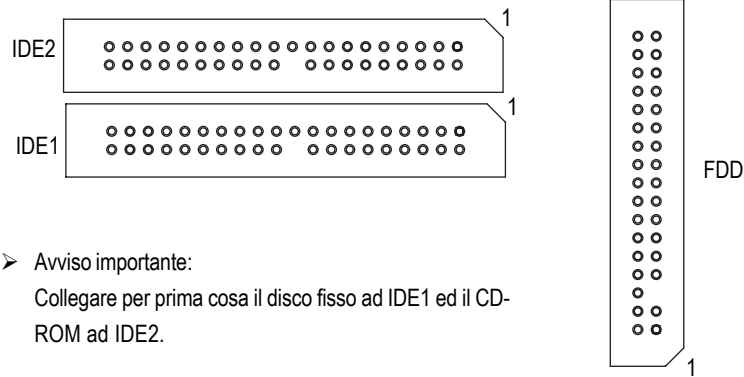 1
IDE2
1
IDE1
FDD
➢ Avviso importante:
Collegare per prima cosa il disco fisso ad IDE1 ed il CD-
ROM ad IDE2.
1